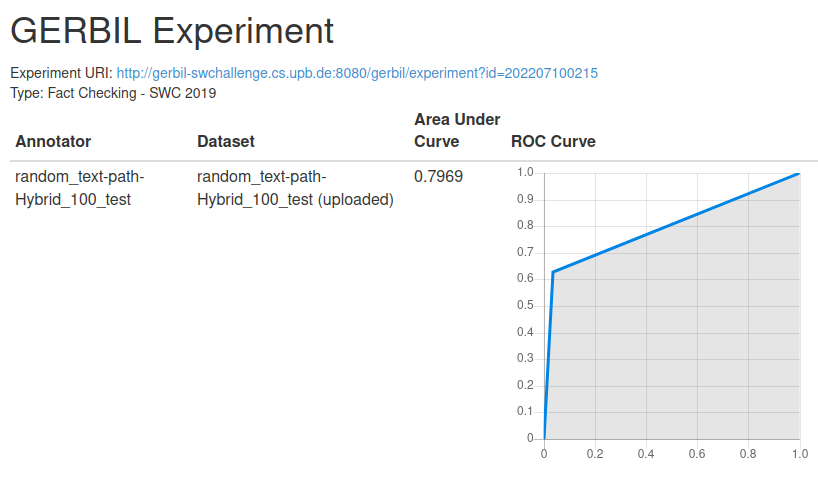 GERBIL Experiment
Experiment URI: http://gerbil-swchallenge.cs.upb.de:8080/gerbil/experiment?id=202207100215
Type: Fact Checking - SWC 2019
Annotator
Dataset
Area Under
Curve
ROC Curve
random_text-path-
Hybrid_100_test
random_text-path-
Hybrid_100_test (uploaded)
0.7969
1.0
0.9
0.8
0.7
0.6
0.5
0.4
0.3
0.2
0.1
0
0 0.2 0.4 0.6 0.8 1.0